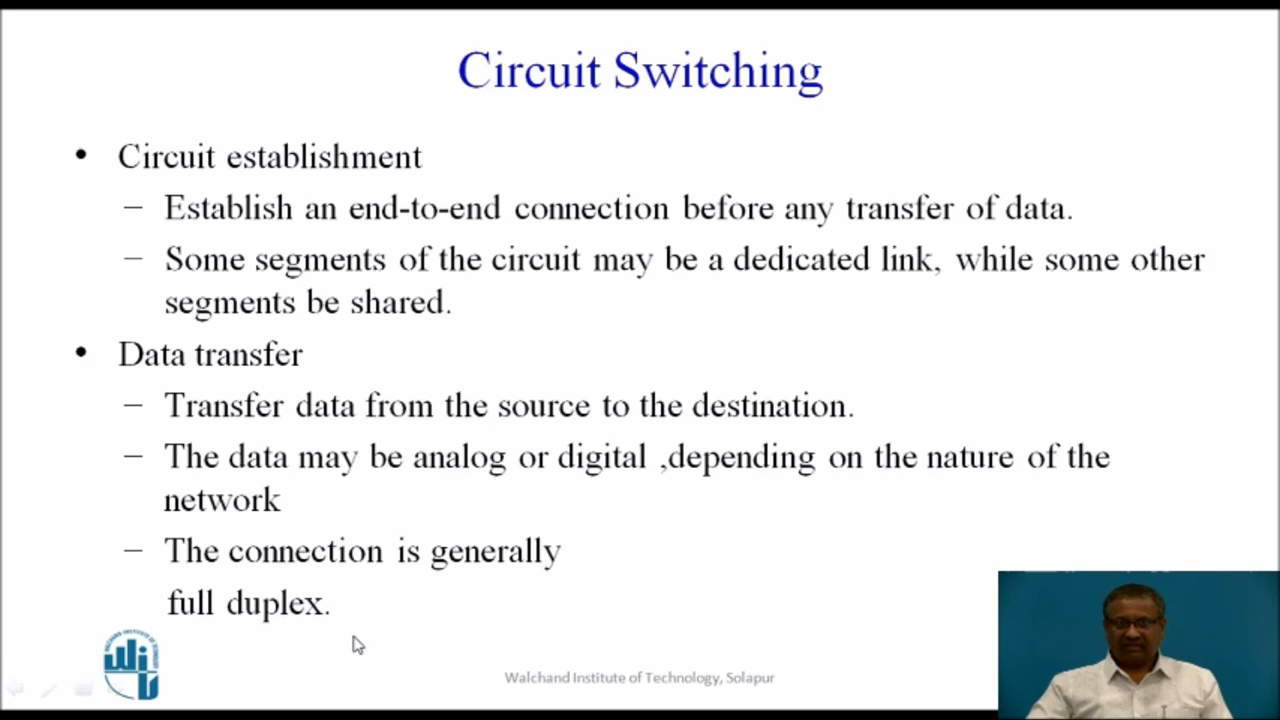 Circuit Switching
• Circuit establishment
– Establish an end-to-end connection before any transfer of data.
– Some segments of the circuit may be a dedicated link, while some other
segments be shared.
• Data transfer
– Transfer data from the source to the destination.
– The data may be analog or digital ,depending on the nature of the
network
– The connection is generally
full duplex.
Walchand Institute of Technology, Solapur